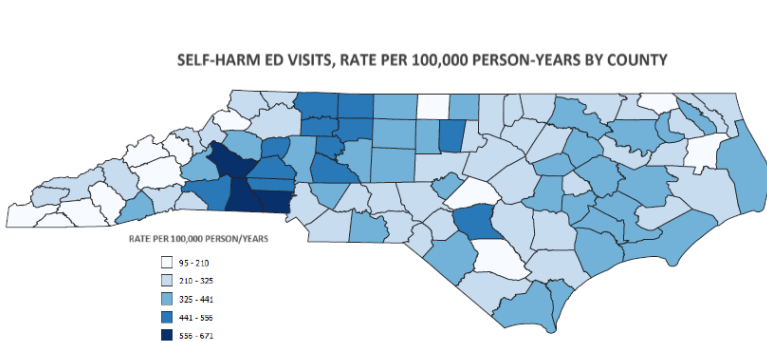 SELF-HARM ED VISITS, RATE PER 100,000 PERSON-YEARS BY COUNTY
RATE PER 100,000 PERSON/YEARS
95 - 210
210 - 325
325 - 441
441 - 556
556 - 671